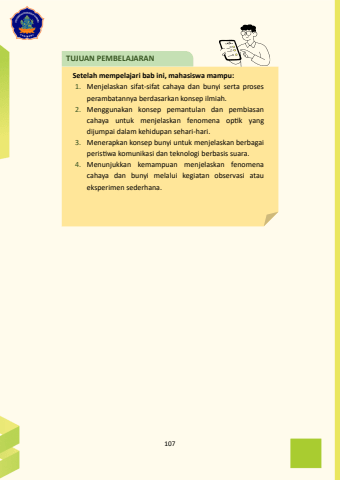 TUJUAN PEMBELAJARAN
Setelah mempelajari bab ini, mahasiswa mampu:
1. Menjelaskan sifat-sifat cahaya dan bunyi serta proses
perambatannya berdasarkan konsep ilmiah.
2. Menggunakan konsep pemantulan dan pembiasan
cahaya untuk menjelaskan fenomena optik yang
dijumpai dalam kehidupan sehari-hari.
3. Menerapkan konsep bunyi untuk menjelaskan berbagai
peristiwa komunikasi dan teknologi berbasis suara.
4. Menunjukkan kemampuan menjelaskan fenomena
cahaya dan bunyi melalui kegiatan observasi atau
eksperimen sederhana.
107